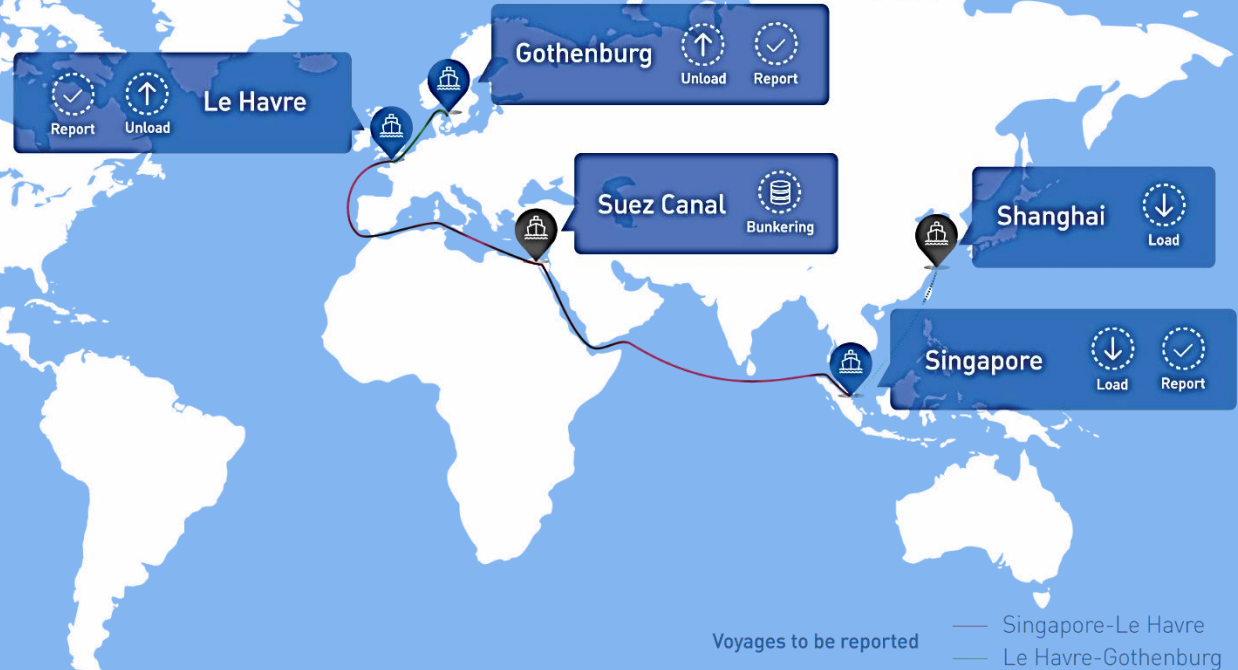 Gothenburg
Unload
Report
Report
Unload
Le Havre
Suez Canal
Bunkering
Shanghai
Load
Singapore
Load
Report
Voyages to be reported
Singapore-Le Havre
Le Havre-Gothenburg